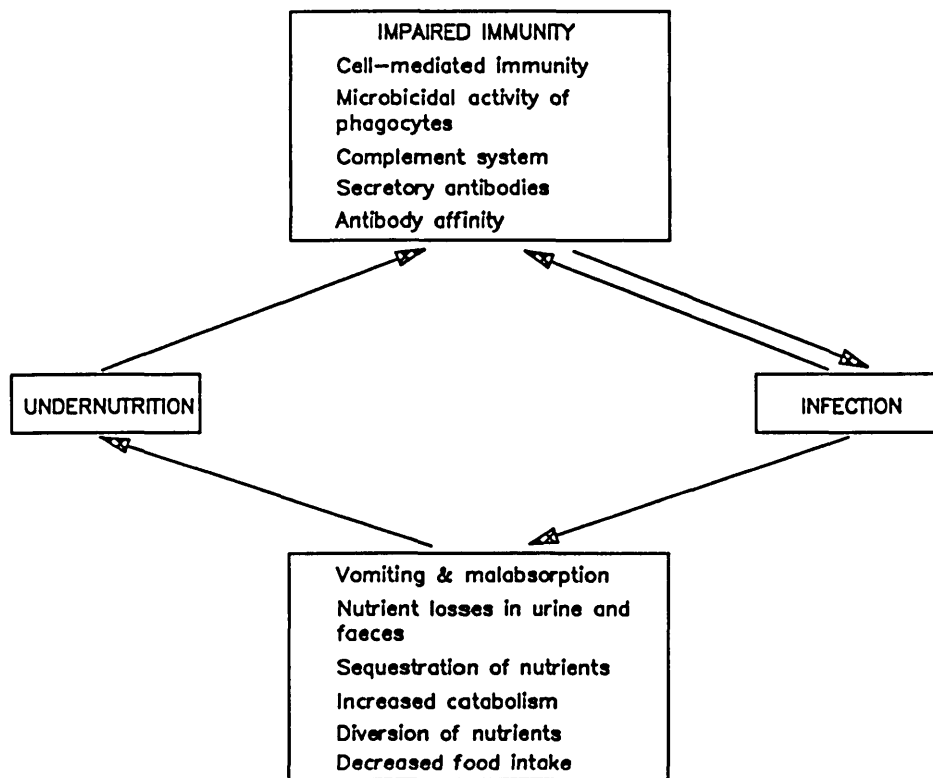 IMPAIRED IMMUNITY
Cell-mediated immunity
Microbicidal activity of
phagocytes
Complement system
Secretory antibodies
Antibody affinity
UNDERNUTRITION
INFECTION
Vomiting & malabsorption
Nutrient losses in urine and
faeces
Sequestration of nutrients
Increased catabolism
Diversion of nutrients
Decreased food intake